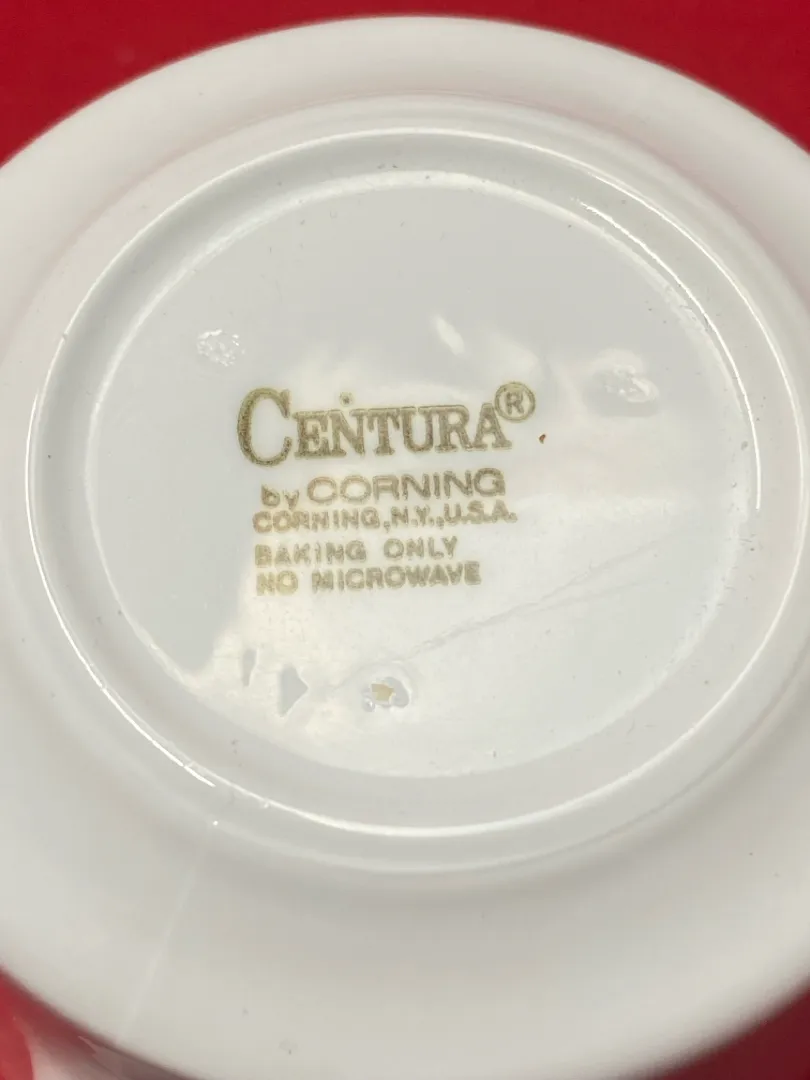 CENTURA®
by CORNING
CORNING, N.Y., U.S.A.
BAKING ONLY
NO MICROWAVE